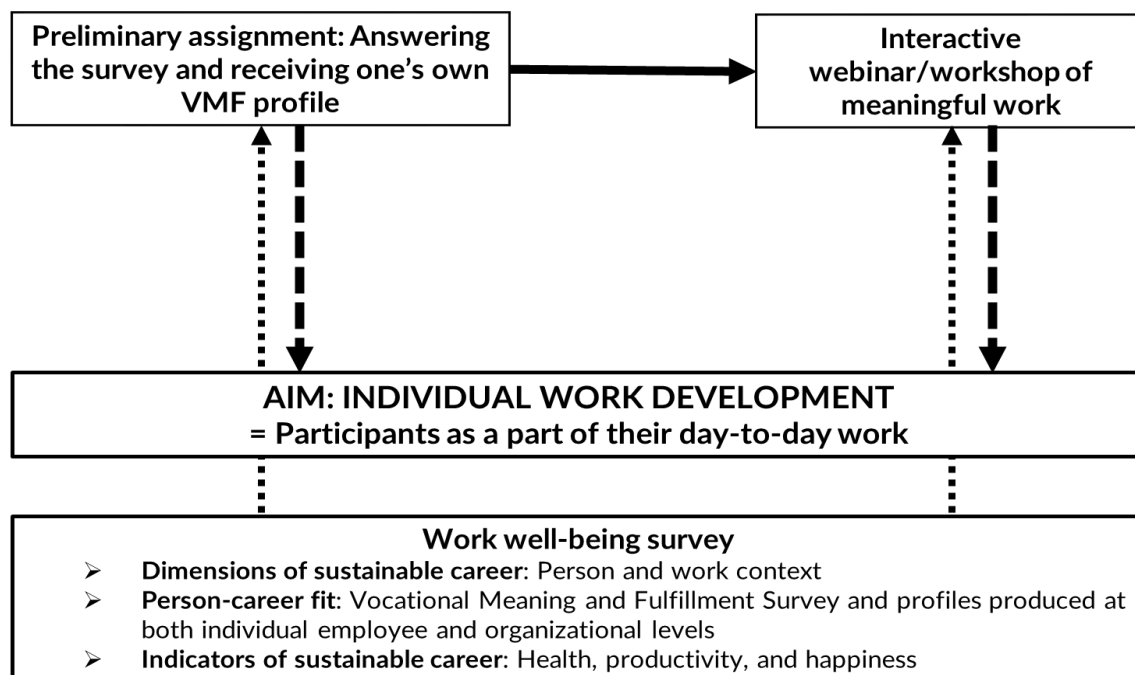 Preliminary assignment: Answering
the survey and receiving one's own
VMF profile
Interactive
webinar/workshop of
meaningful work
AIM: INDIVIDUAL WORK DEVELOPMENT
= Participants as a part of their day-to-day work
Work well-being survey
➢ Dimensions of sustainable career: Person and work context
➢ Person-career fit: Vocational Meaning and Fulfillment Survey and profiles produced at
both individual employee and organizational levels
➢ Indicators of sustainable career: Health, productivity, and happiness